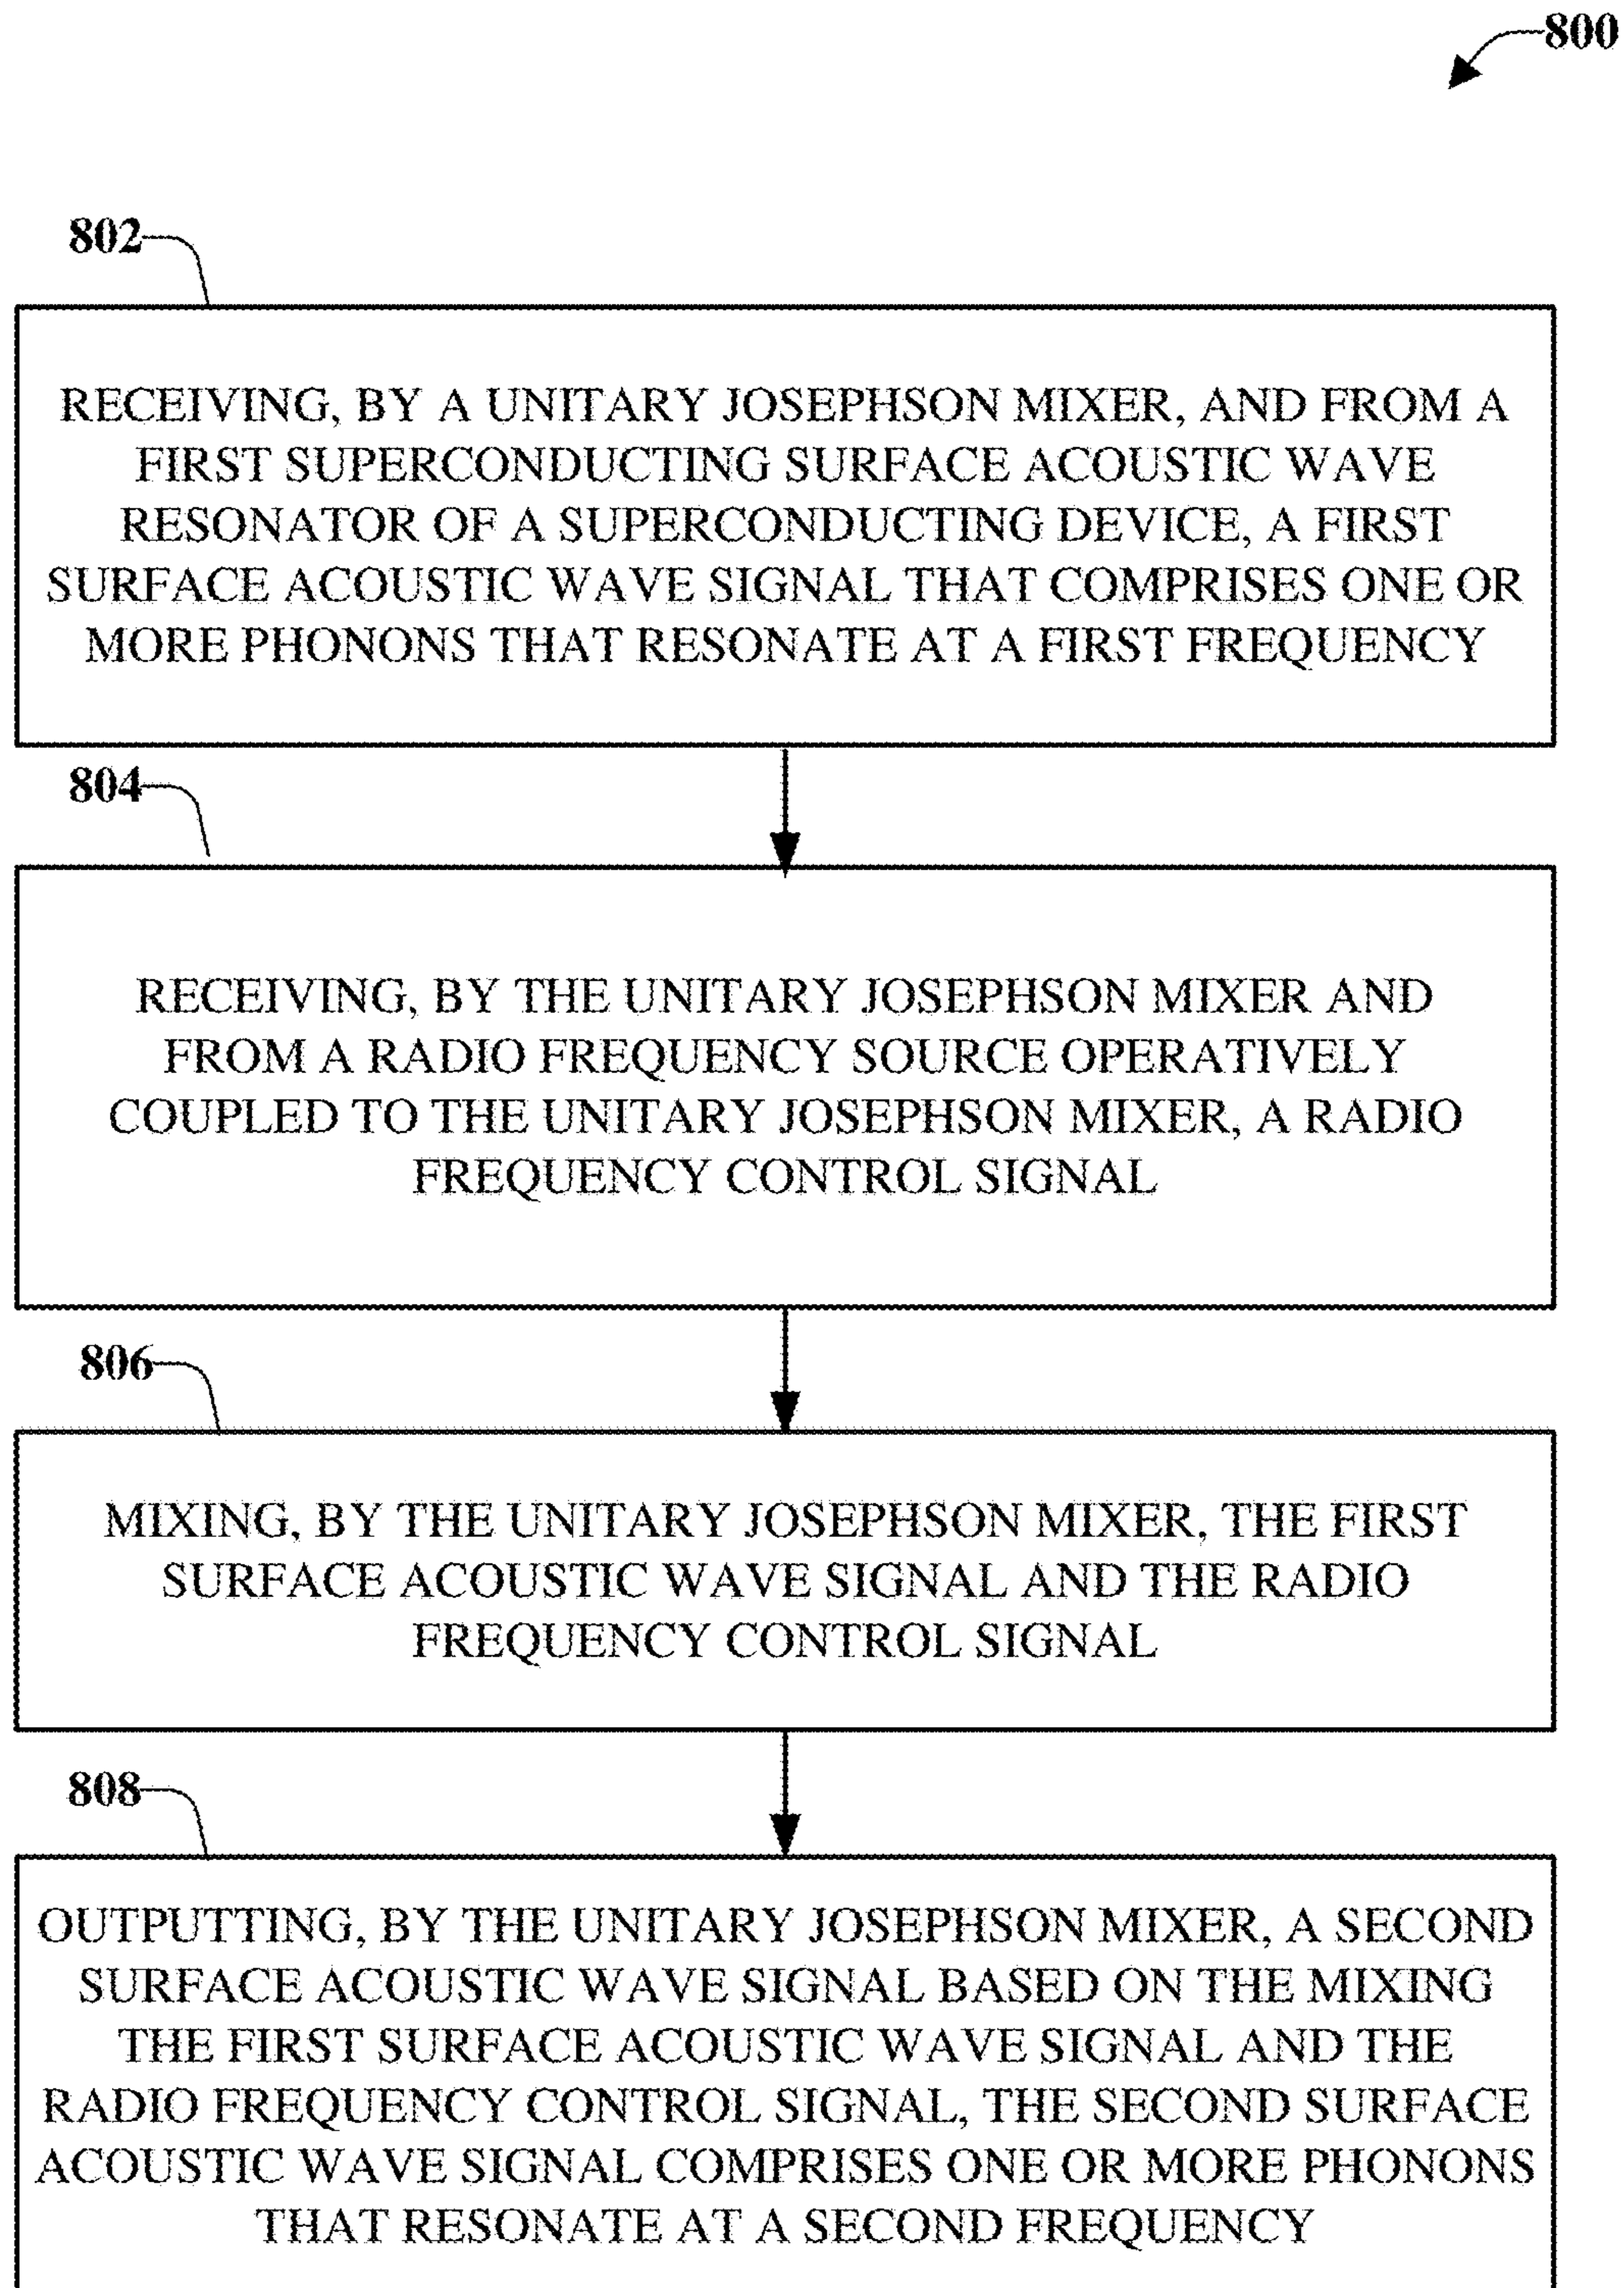 800
802
RECEIVING, BY A UNITARY JOSEPHSON MIXER, AND FROM A
FIRST SUPERCONDUCTING SURFACE ACOUSTIC WAVE
RESONATOR OF A SUPERCONDUCTING DEVICE, A FIRST
SURFACE ACOUSTIC WAVE SIGNAL THAT COMPRISES ONE OR
MORE PHONONS THAT RESONATE AT A FIRST FREQUENCY
804
RECEIVING, BY THE UNITARY JOSEPHSON MIXER AND
FROM A RADIO FREQUENCY SOURCE OPERATIVELY
COUPLED TO THE UNITARY JOSEPHSON MIXER, A RADIO
FREQUENCY CONTROL SIGNAL
806
MIXING, BY THE UNITARY JOSEPHSON MIXER, THE FIRST
SURFACE ACOUSTIC WAVE SIGNAL AND THE RADIO
FREQUENCY CONTROL SIGNAL
808
OUTPUTTING, BY THE UNITARY JOSEPHSON MIXER, A SECOND
SURFACE ACOUSTIC WAVE SIGNAL BASED ON THE MIXING
THE FIRST SURFACE ACOUSTIC WAVE SIGNAL AND THE
RADIO FREQUENCY CONTROL SIGNAL, THE SECOND SURFACE
ACOUSTIC WAVE SIGNAL COMPRISES ONE OR MORE PHONONS
THAT RESONATE AT A SECOND FREQUENCY